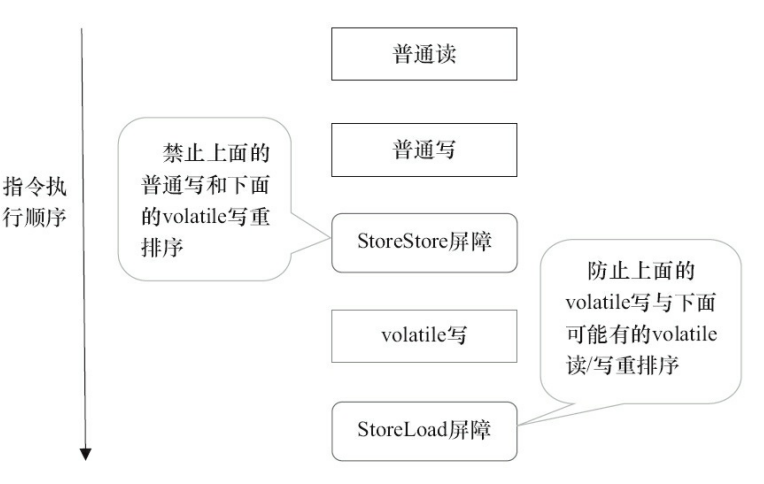 普通读
普通写
禁止上面的
普通写和下面
的volatile写重
排序
指令执
行顺序
StoreStore屏障
防止上面的
volatile写与下面
可能有的volatile
读/写重排序
volatile写
StoreLoad屏障